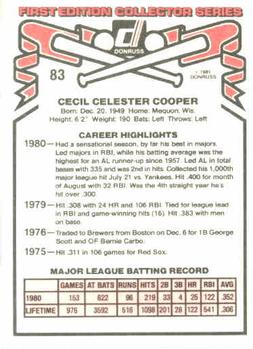 FIRST EDITION COLLECTOR SERIES
DONRUSS
83
© 1981
DONRUSS
CECIL CELESTER COOPER
Born: Dec. 20, 1949 Home: Mequon, Wis.
Height: 6'2" Weight: 190 Bats: Left Throws: Left
CAREER HIGHLIGHTS
1980— Had a sensational season, by far his best in majors.
Led majors in RBI, while his batting average was the
highest for an AL runner-up since 1957. Led AL in total
bases with 335 and was 2nd in hits. Collected his 1,000th
major league hit July 21 vs. Yankees. Hit .400 for month
of August with 32 RBI. Was the 4th straight year he's
hit over .300.
1979— Hit .308 with 24 HR and 106 RBI. Tied for league lead
in RBI and game-winning hits (16). Hit .383 with men
on base.
1976— Traded to Brewers from Boston on Dec. 6 for 1B George
Scott and OF Bernie Carbo.
1975— Hit .311 in 106 games for Red Sox.
MAJOR LEAGUE BATTING RECORD
GAMES AT BATS RUNS HITS 2B 3B HR RBI AVE
1980 153 622 96 219 33 4 25 122 .352
LIFETIME 976 3592 516 1098 201 28 122 541 .306